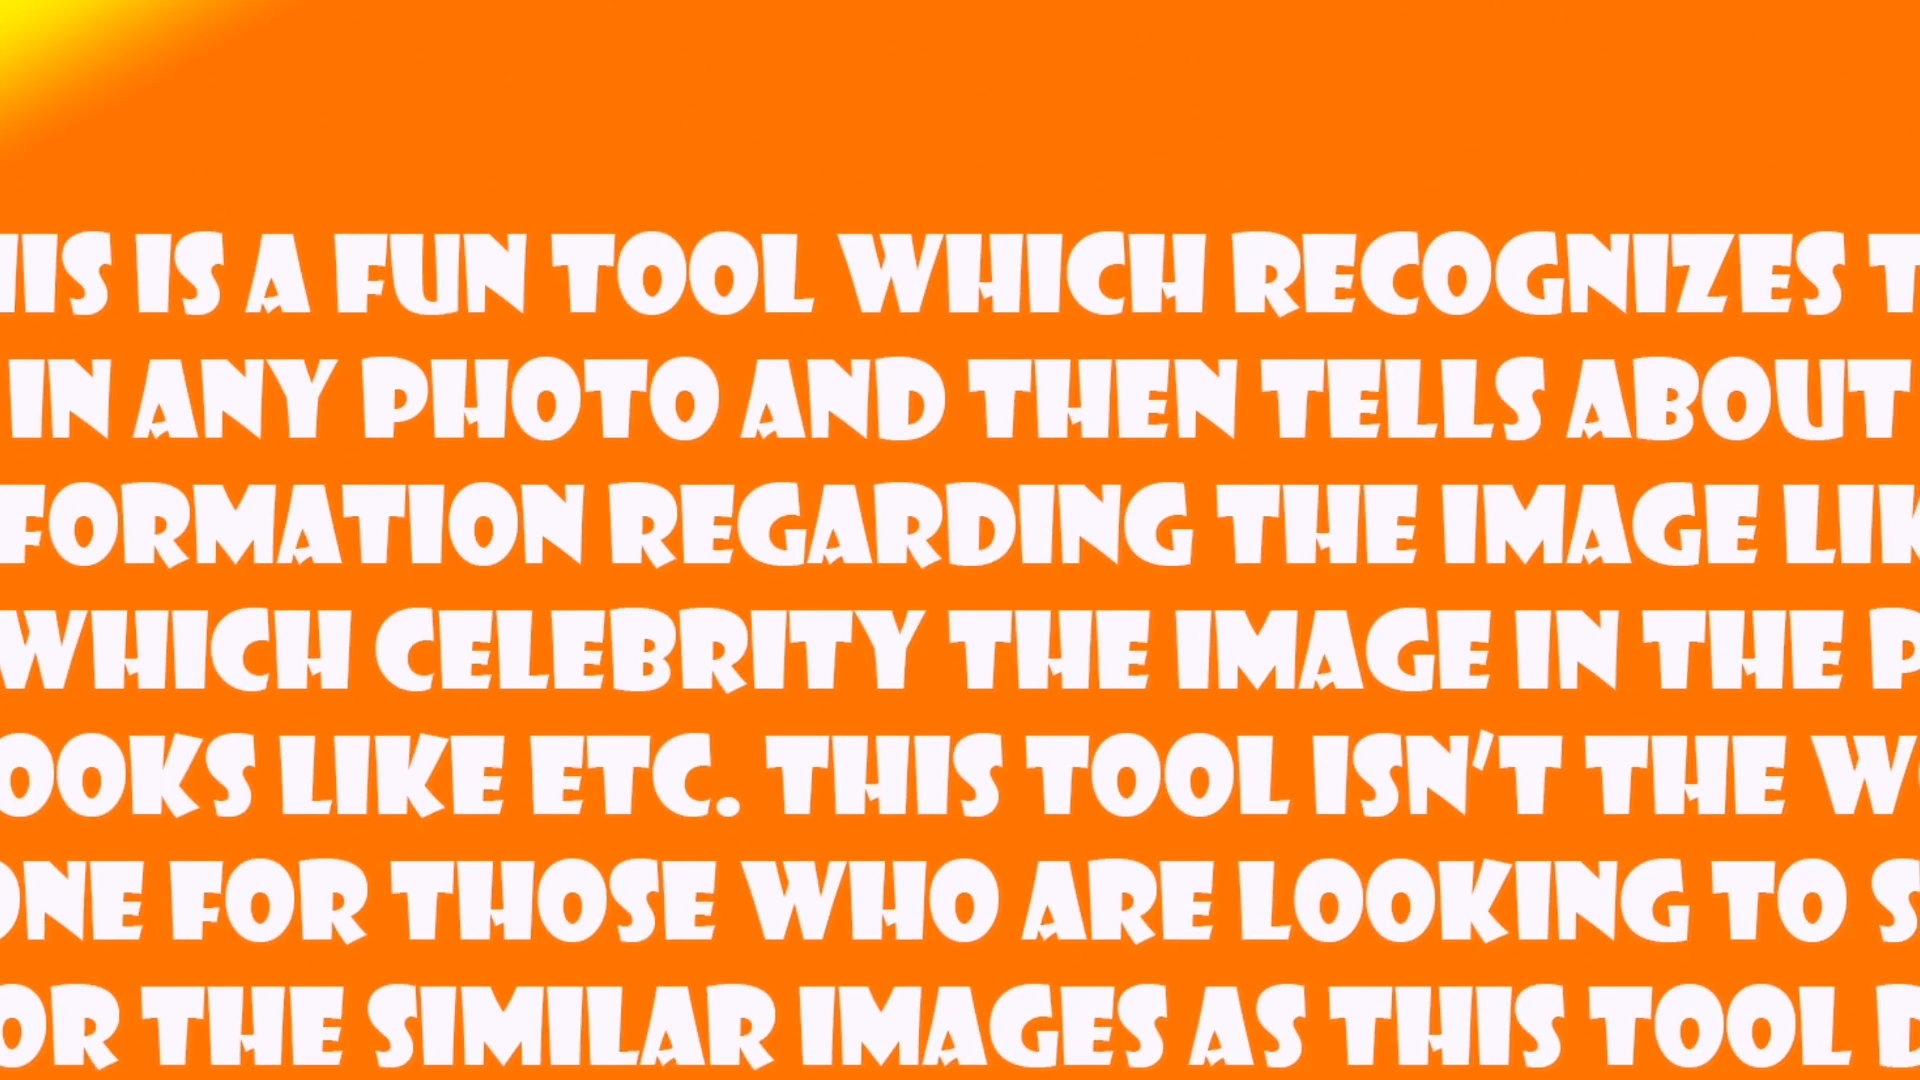 IS IS A FUN TOOL WHICH RECOGNIZES
IN ANY PHOTO AND THEN TELLS ABOUT
FORMATION REGARDING THE IMAGE
WHICH CELEBRITY THE IMAGE IN THE
OOKS LIKE ETC. THIS TOOL ISN'T THE
ONE FOR THOSE WHO ARE LOOKING TO
OR THE SIMILAR IMAGES AS THIS TOOL